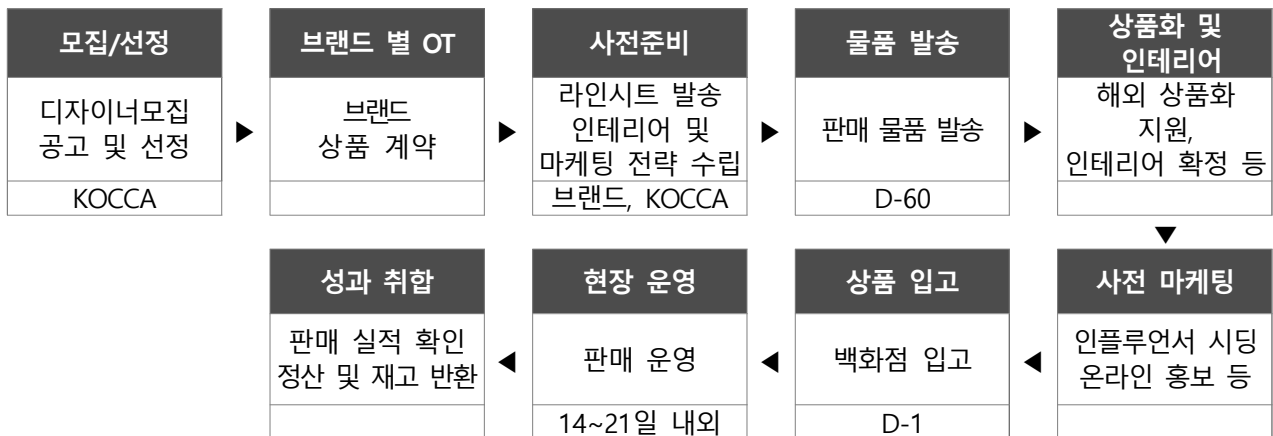 모집/선정
디자이너모집
공고 및 선정
KOCCA
▶
브랜드 별 OT
브랜드
상품 계약
▶
사전준비
라인시트 발송
인테리어 및
마케팅 전략 수립
브랜드, KOCCA
▶
물품 발송
판매 물품 발송
D-60
▶
상품화 및
인테리어
해외 상품화
지원,
인테리어 확정 등
▼
사전 마케팅
인플루언서 시딩
온라인 홍보 등
◀
상품 입고
백화점 입고
D-1
◀
현장 운영
판매 운영
14~21일 내외
◀
성과 취합
판매 실적 확인
정산 및 재고 반환